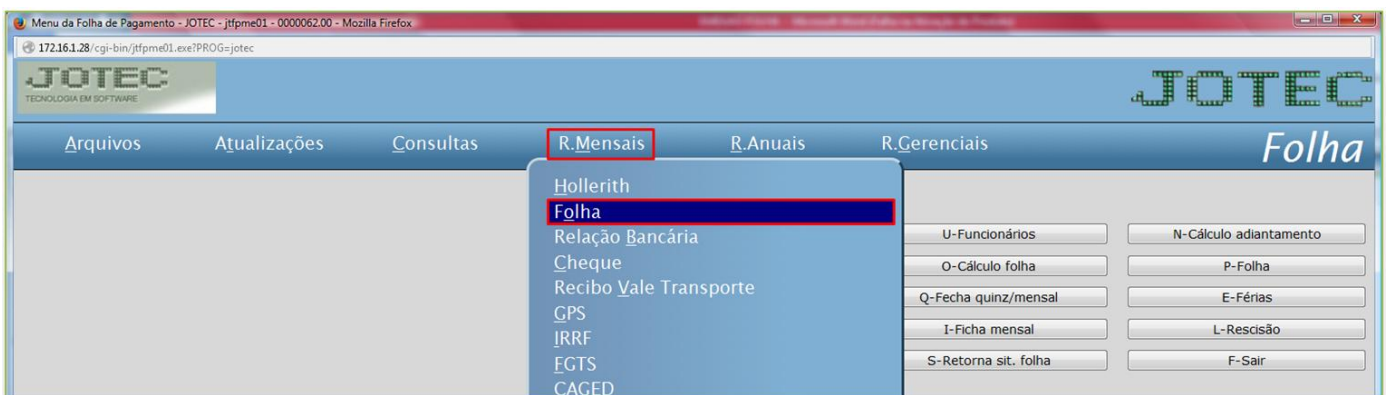 Menu da Folha de Pagamento - JOTEC - jtfpme01 - 0000062.00 - Mozilla Firefox
172.16.1.28/cgi-bin/jtfpme01.exe?PROG=jotec
JOTEC
TECNOLOGIA EM SOFTWARE
JOTEC
Arquivos Atualizações Consultas R.Mensais R.Anuais R.Gerenciais Folha
Hollerith
Folha
Relação Bancária
Cheque
Recibo Vale Transporte
GPS
IRRF
FGTS
CAGED
U-Funcionários N-Cálculo adiantamento
O-Cálculo folha P-Folha
Q-Fecha quinz/mensal E-Férias
I-Ficha mensal L-Rescisão
S-Retorna sit. folha F-Sair